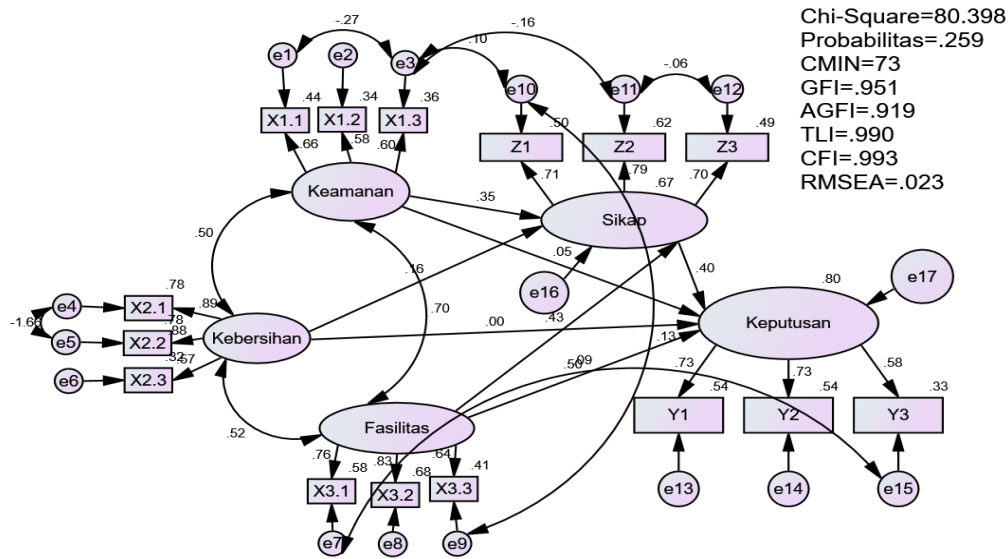 Chi-Square=80.398
Probabilitas=.259
CMIN=73
GFI=.951
AGFI=.919
TLI=.990
CFI=.993
RMSEA=.023
-.27
-.16
.10
-.06
e1
e2
e3
e10
e11
e12
.44
.34
.36
.50
.62
.49
X1.1
X1.2
X1.3
Z1
Z2
Z3
.66
.58
.60
.71
.79
.70
.67
Keamanan
.35
Sikap
.50
.05
.40
.80
e16
e17
.16
.70
.78
e4
X2.1
.89
-1.66
.78
Kebersihan
.00
.43
Keputusan
e5
X2.2
.88
.13
.32
.57
e6
X2.3
.50
.09
.73
.73
.58
.52
Fasilitas
.54
.54
.33
Y1
Y2
Y3
.76
.58
.83
.68
.64
.41
X3.1
X3.2
X3.3
e13
e14
e15
e7
e8
e9